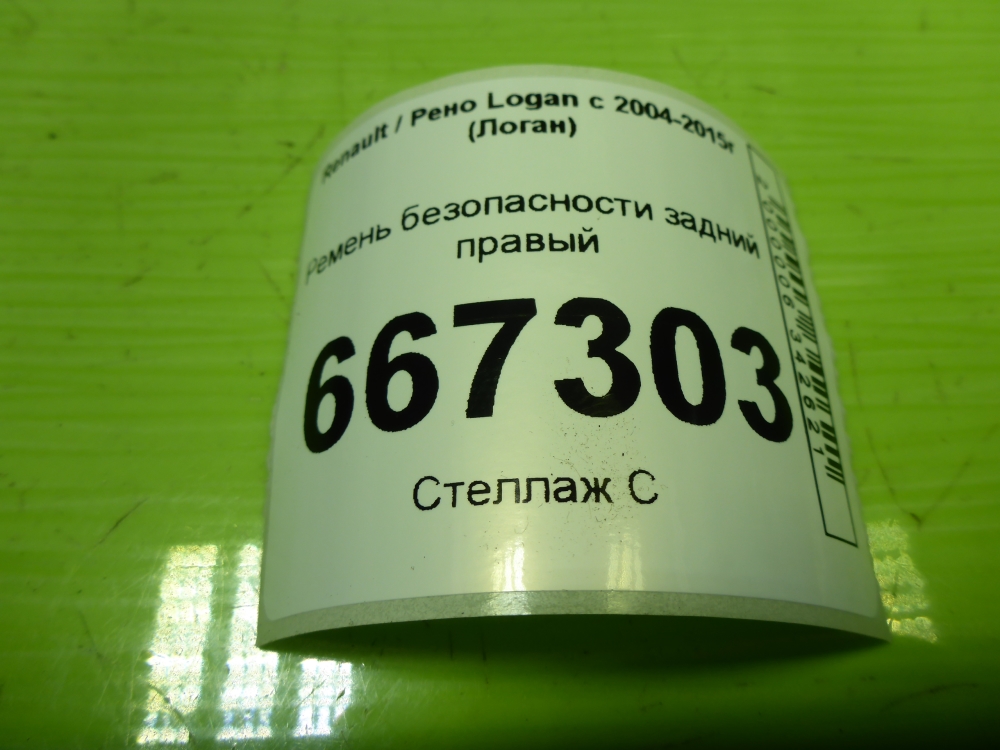 Renault / Рено Logan с 2004-2015г
(Логан)
Ремень безопасности задний
правый
667303
Стеллаж С